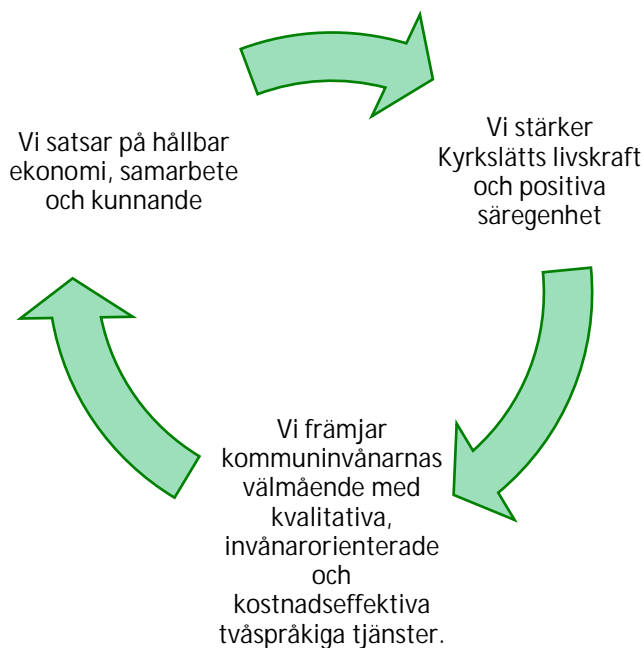 Vi satsar på hållbar
ekonomi, samarbete
och kunnande
Vi stärker
Kyrkslätts livskraft
och positiva
säregenhet
Vi främjar
kommuninvånarnas
välmående med
kvalitativa,
invånarorienterade
och
kostnadseffektiva
tvåspråkiga tjänster.